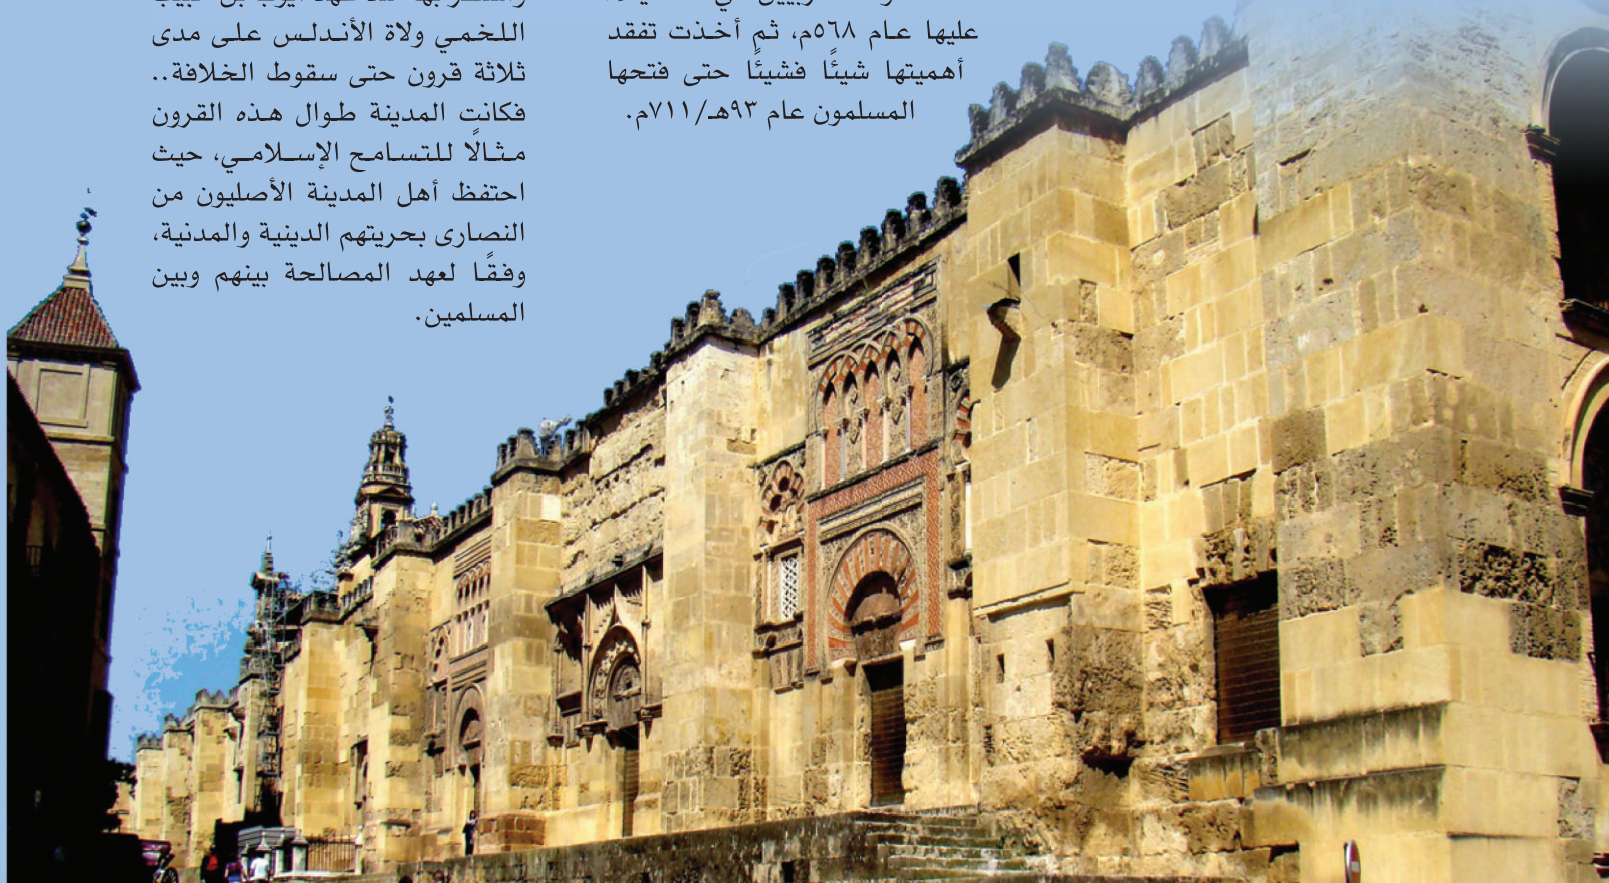 عليها عام ٥٦٨م، ثم أخذت تفقد
أهميتها شيئًا فشيئًا حتى فتحها
المسلمون عام ٩٣هـ/٧١١م.
اللخمي ولاة الأندلس على مدى
ثلاثة قرون حتى سقوط الخلافة..
فكانت المدينة طوال هذه القرون
مثالًا للتسامح الإسلامي، حيث
احتفظ أهل المدينة الأصليون من
النصارى بحريتهم الدينية والمدنية،
وفقًا لعهد المصالحة بينهم وبين
المسلمين.